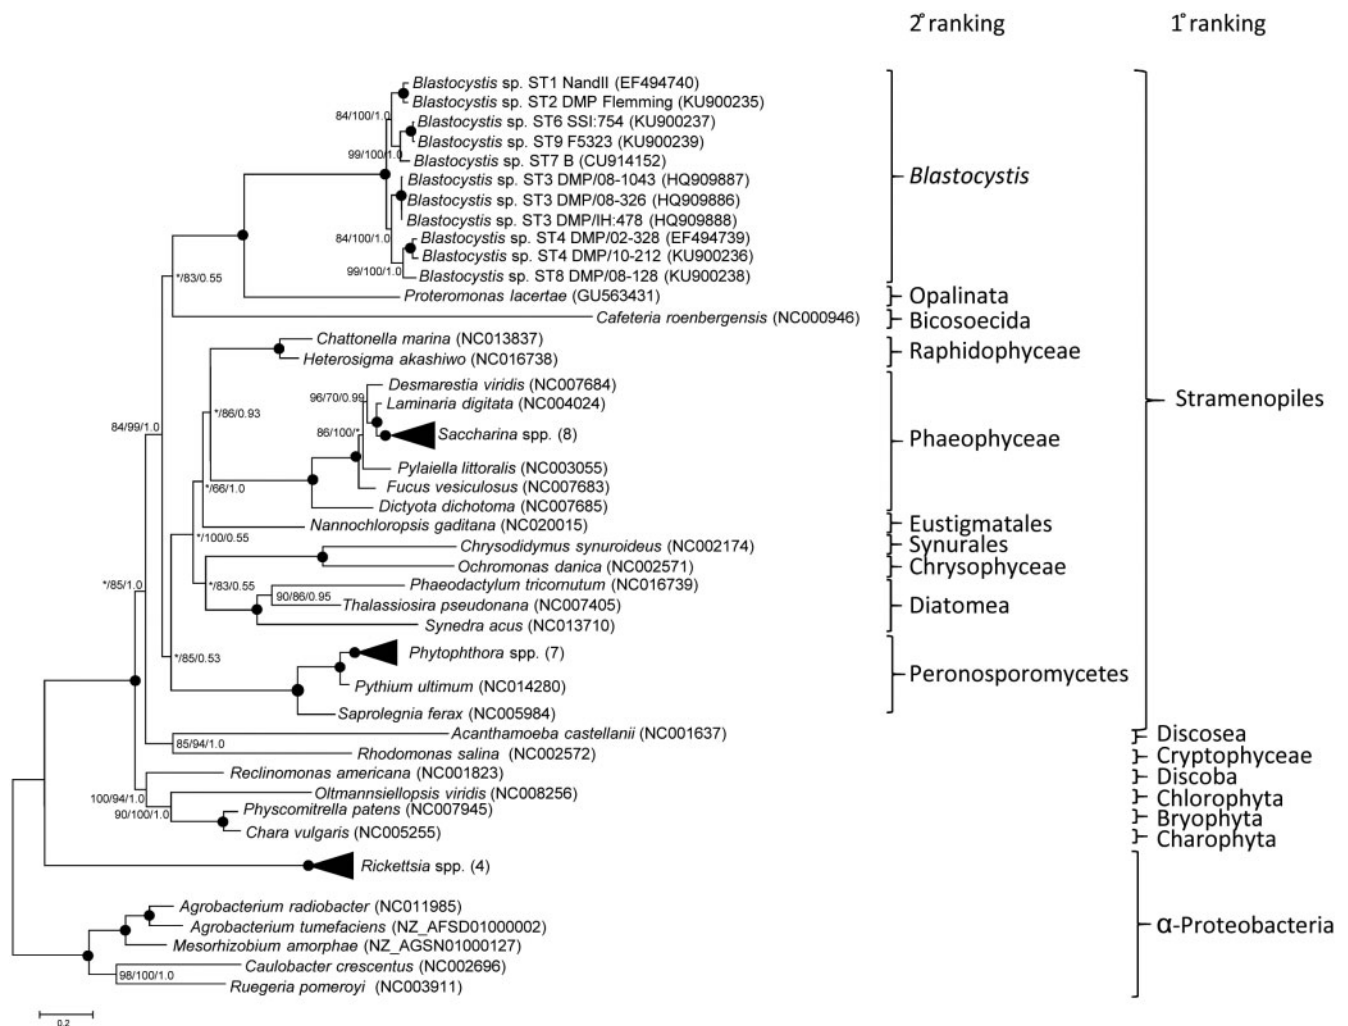 2° ranking
1° ranking
Blastocystis sp. ST1 NandII (EF494740)
Blastocystis sp. ST2 DMP Flemming (KU900235)
84/100/1.0
Blastocystis sp. ST6 SSI:754 (KU900237)
Blastocystis sp. ST9 F5323 (KU900239)
99/100/1.0
Blastocystis sp. ST7 B (CU914152)
Blastocystis sp. ST3 DMP/08-1043 (HQ909887)
Blastocystis
Blastocystis sp. ST3 DMP/08-326 (HQ909886)
Blastocystis sp. ST3 DMP/IH:478 (HQ909888)
84/100/1.0
Blastocystis sp. ST4 DMP/02-328 (EF494739)
Blastocystis sp. ST4 DMP/10-212 (KU900236)
99/100/1.0
Blastocystis sp. ST8 DMP/08-128 (KU900238)
*/83/0.55
Proteromonas lacertae (GU563431)
Opalinata
Cafeteria roenbergensis (NC000946)
Bicosoecida
Chattonella marina (NC013837)
Heterosigma akashiwo (NC016738)
Raphidophyceae
Desmarestia viridis (NC007684)
96/70/0.99
Laminaria digitata (NC004024)
Stramenopiles
*/86/0.93
84/99/1.0
86/100/*
Saccharina spp. (8)
Phaeophyceae
Pylaiella littoralis (NC003055)
*/66/1.0
Fucus vesiculosus (NC007683)
Dictyota dichotoma (NC007685)
Nannochloropsis gaditana (NC020015)
Eustigmatales
*/100/0.55
Chrysodidymus synuroideus (NC002174)
Synurales
Ochromonas danica (NC002571)
Chrysophyceae
*/85/1.0
*/83/0.55
Phaeodactylum tricornutum (NC016739)
90/86/0.95
Thalassiosira pseudonana (NC007405)
Diatomea
Synedra acus (NC013710)
*/85/0.53
Phytophthora spp. (7)
Peronosporomycetes
Pythium ultimum (NC014280)
Saprolegnia ferax (NC005984)
Acanthamoeba castellanii (NC001637)
Discosea
85/94/1.0
Rhodomonas salina (NC002572)
Cryptophyceae
Reclinomonas americana (NC001823)
Discoba
100/94/1.0
Oltmannsiellopsis viridis (NC008256)
Chlorophyta
90/100/1.0
Physcomitrella patens (NC007945)
Bryophyta
Chara vulgaris (NC005255)
Charophyta
Rickettsia spp. (4)
Agrobacterium radiobacter (NC011985)
Agrobacterium tumefaciens (NZ_AFSD01000002)
α-Proteobacteria
Mesorhizobium amorphae (NZ_AGSN01000127)
Caulobacter crescentus (NC002696)
98/100/1.0
Ruegeria pomeroyi (NC003911)
0.2